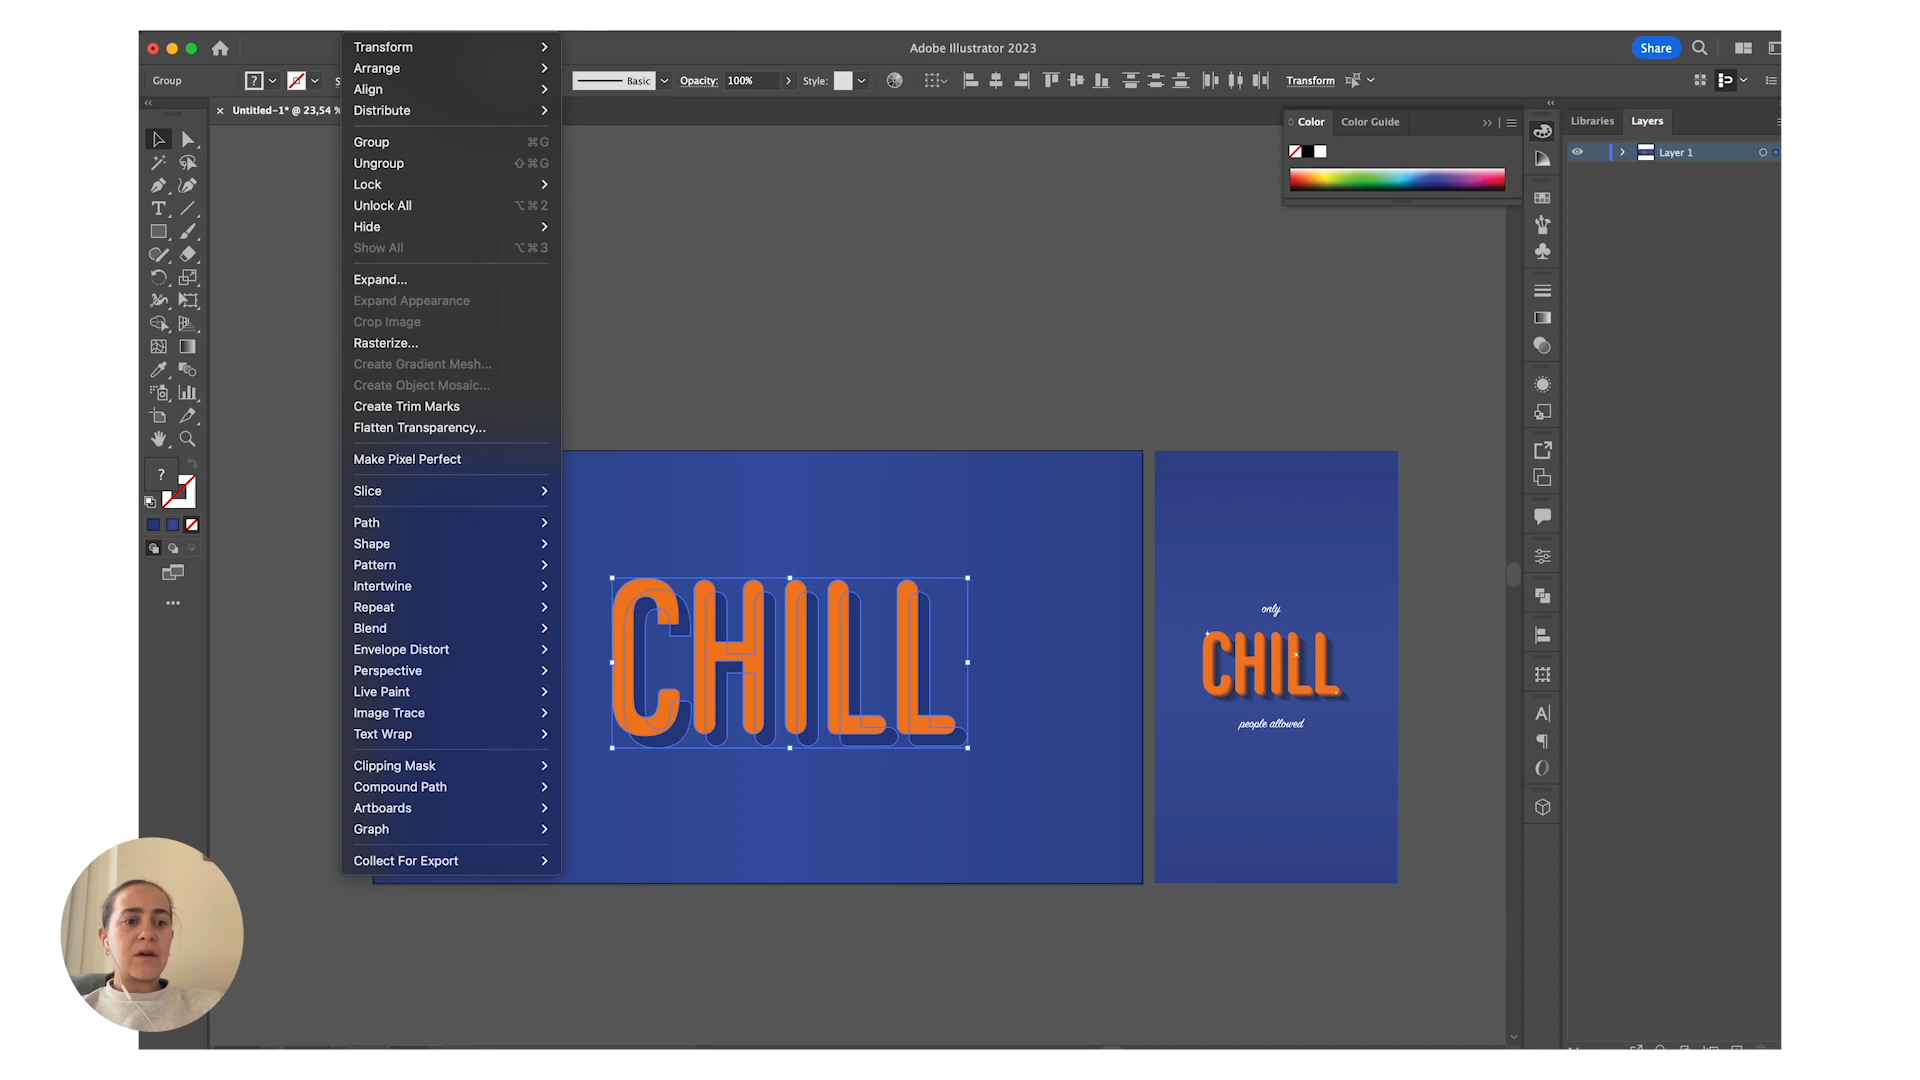 Adobe Illustrator 2023
Share
Group
Basic
Opacity:
100%
Style:
Transform
Untitled-1* @ 23,54 %
Transform
Arrange
Align
Distribute
Group ⌘G
Ungroup ⇧⌘G
Lock
Unlock All ⌥⌘2
Hide
Show All ⌥⌘3
Expand...
Expand Appearance
Crop Image
Rasterize...
Create Gradient Mesh...
Create Object Mosaic...
Create Trim Marks
Flatten Transparency...
Make Pixel Perfect
Slice
Path
Shape
Pattern
Intertwine
Repeat
Blend
Envelope Distort
Perspective
Live Paint
Image Trace
Text Wrap
Clipping Mask
Compound Path
Artboards
Graph
Collect For Export
Color
Color Guide
Libraries
Layers
Layer 1
CHILL
only
CHILL
people allowed